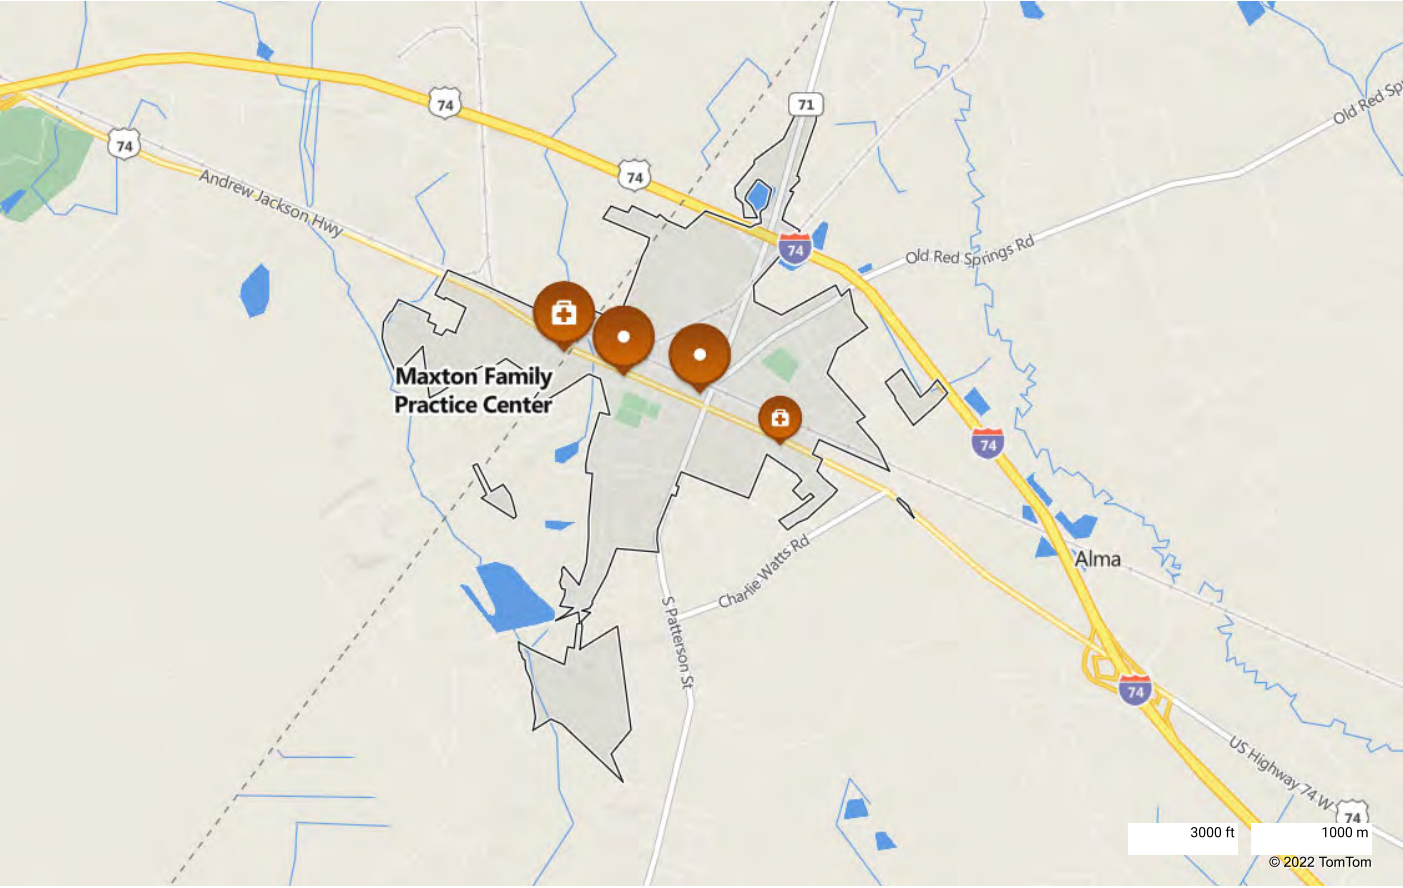 71
74
Old Red Sp
74
74
Andrew Jackson Hwy
74
Old Red Springs Rd
Maxton Family
Practice Center
74
Alma
Charlie Watts Rd
S Patterson St
74
US Highway 74 W
74
3000 ft
1000 m
© 2022 TomTom